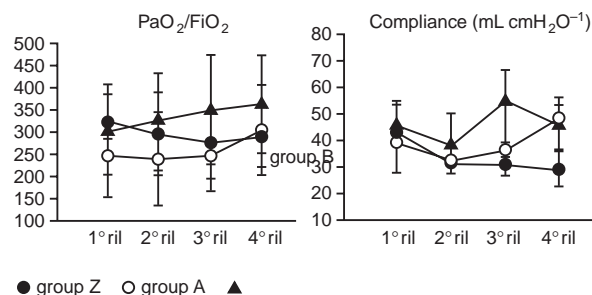 PaO2/FiO2
Compliance (mL cmH2O–1)
500
450
400
350
300
250
200
150
100
80
70
60
50
40
30
20
10
group B
1° ril 2° ril 3° ril 4° ril
1° ril 2° ril 3° ril 4° ril
group Z group A